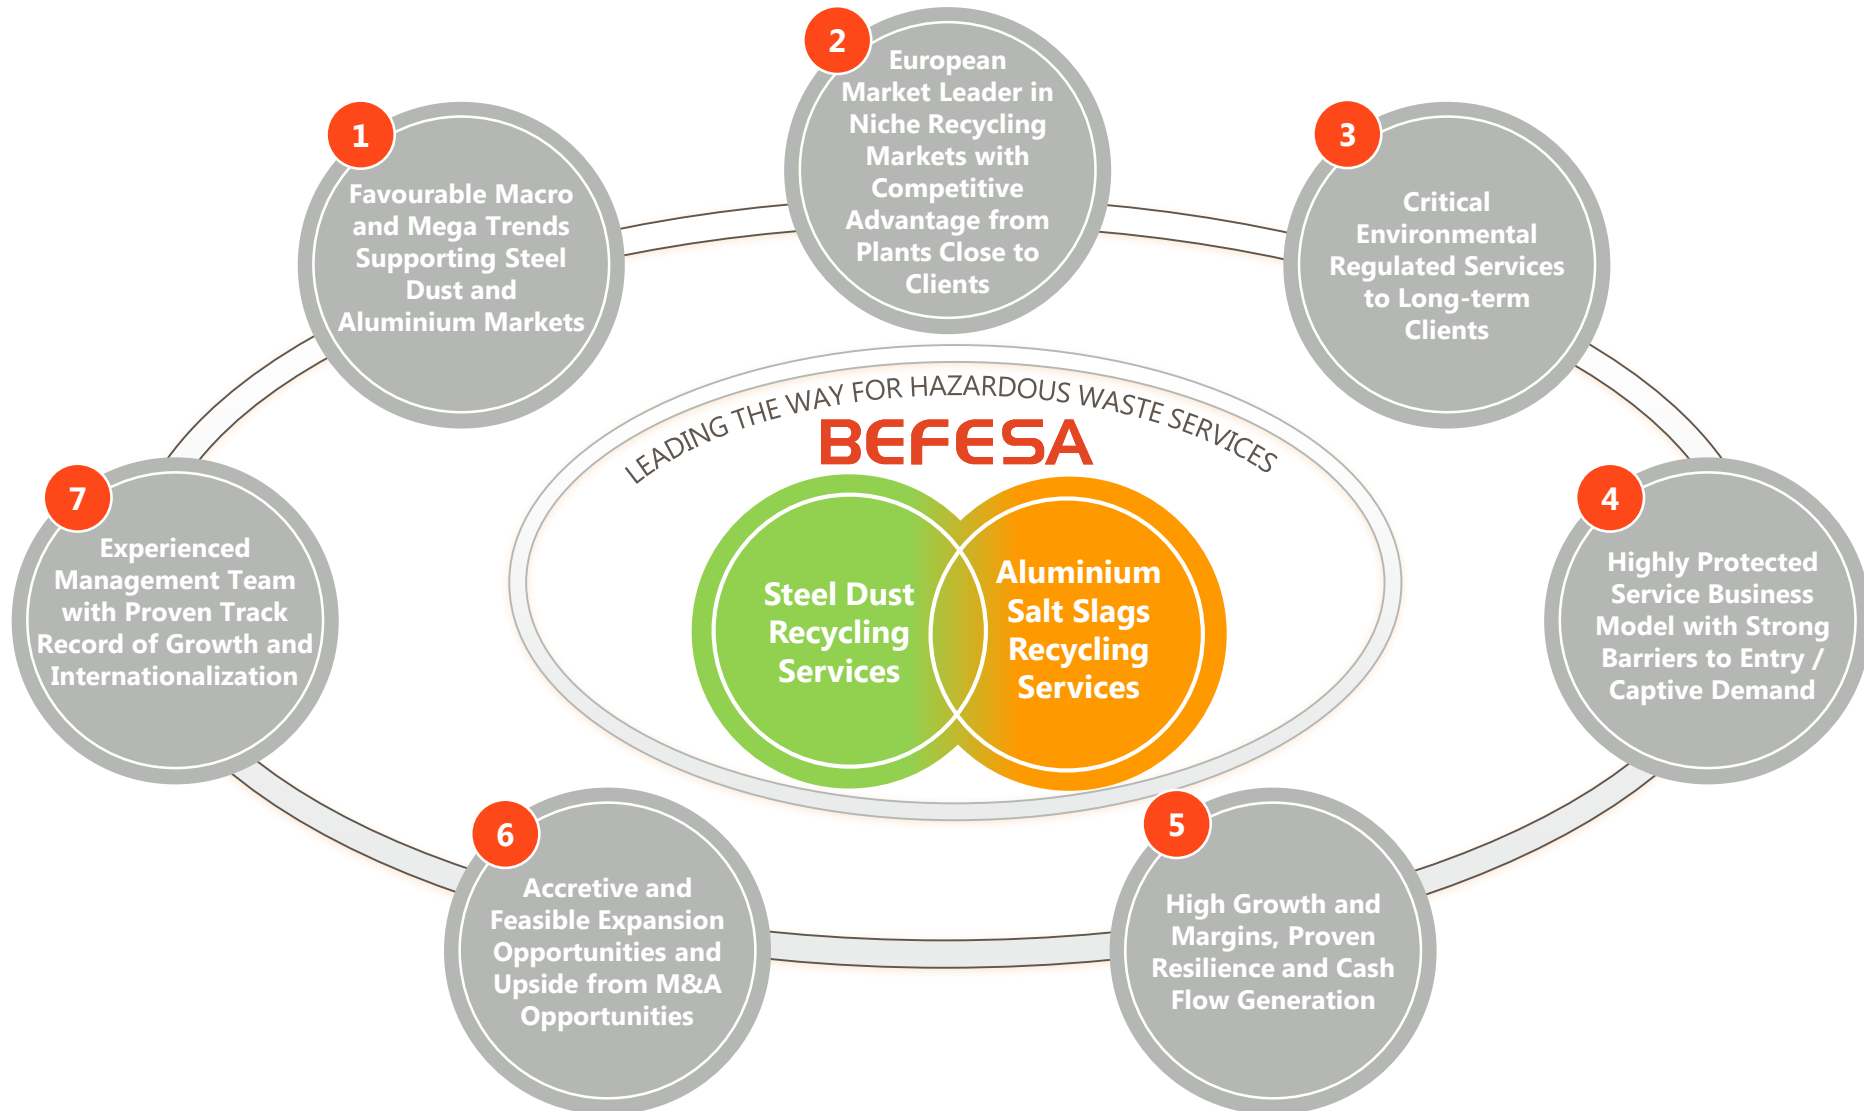 1
Favourable Macro
and Mega Trends
Supporting Steel
Dust and
Aluminium Markets
2
European
Market Leader in
Niche Recycling
Markets with
Competitive
Advantage from
Plants Close to
Clients
3
Critical
Environmental
Regulated Services
to Long-term
Clients
4
Highly Protected
Service Business
Model with Strong
Barriers to Entry /
Captive Demand
5
High Growth and
Margins, Proven
Resilience and Cash
Flow Generation
6
Accretive and
Feasible Expansion
Opportunities and
Upside from M&A
Opportunities
7
Experienced
Management Team
with Proven Track
Record of Growth and
Internationalization
LEADING THE WAY FOR HAZARDOUS WASTE SERVICES
BEFESA
Steel Dust
Recycling
Services
Aluminium
Salt Slags
Recycling
Services